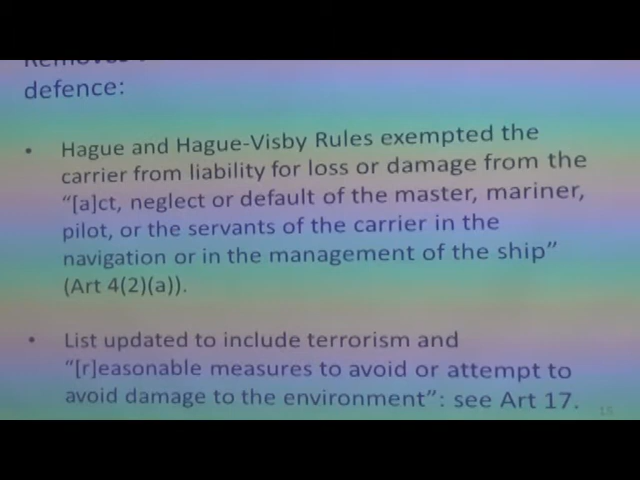 defence:
• Hague and Hague-Visby Rules exempted the
carrier from liability for loss or damage from the
“[a]ct, neglect or default of the master, mariner,
pilot, or the servants of the carrier in the
navigation or in the management of the ship”
(Art 4(2)(a)).
• List updated to include terrorism and
“[r]easonable measures to avoid or attempt to
avoid damage to the environment”: see Art 17.
15